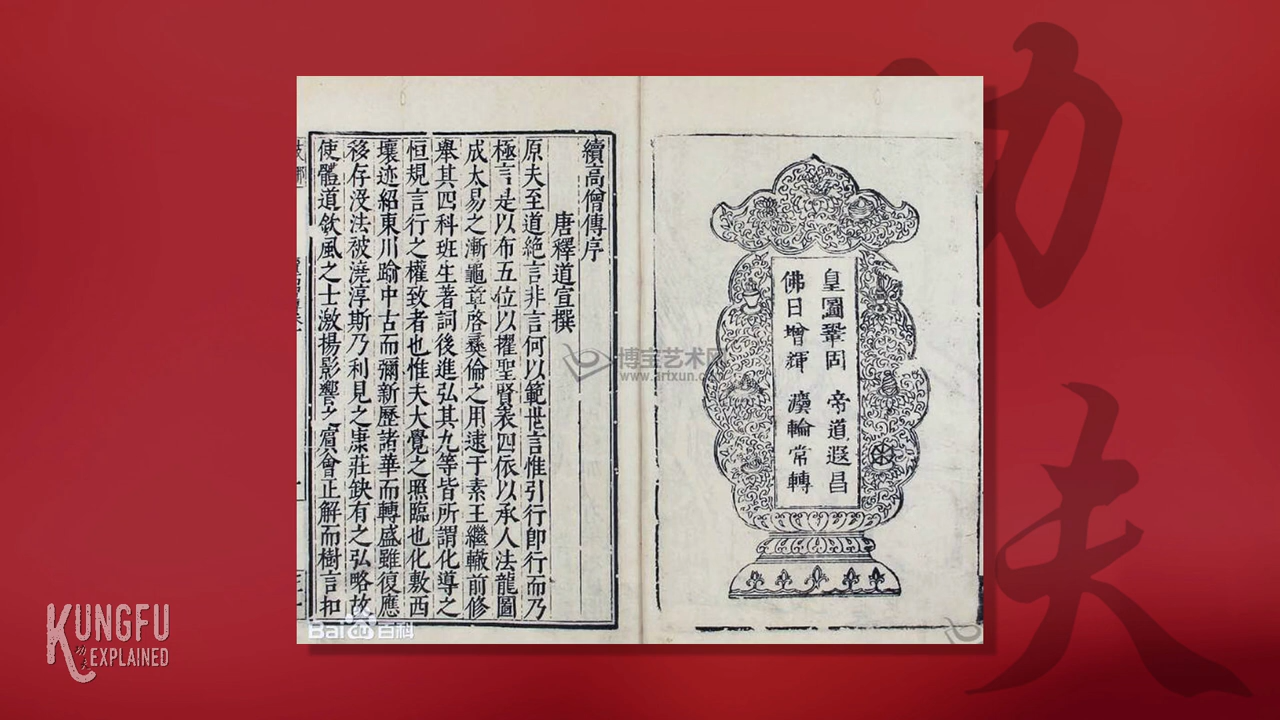 皇圖鞏固 帝道遐昌
佛日增輝 灋輪常轉
續高僧傳序
唐釋道宣撰
原夫至道絕言非言何以範世言惟引行即行而乃
極言是以布五位以擢聖賢表四依以承人法龍圖
成太易之漸龜章啓彝倫之用逮于素王繼轍前修
舉其四科班生著詞後進弘其九等皆所謂化導之
恒規言行之權致者也惟夫大覺之照臨也化敷西
壤迹紹東川踰中古而彌新歷諸華而轉盛雖復應
移存没法被澆淳斯乃利見之康莊缺有之弘略故
使體道欽風之士激揚影響之賓會正解而樹言扣
博宝艺术网
www.artxun.com
Bai百科
功夫
KUNGFU
功夫
EXPLAINED